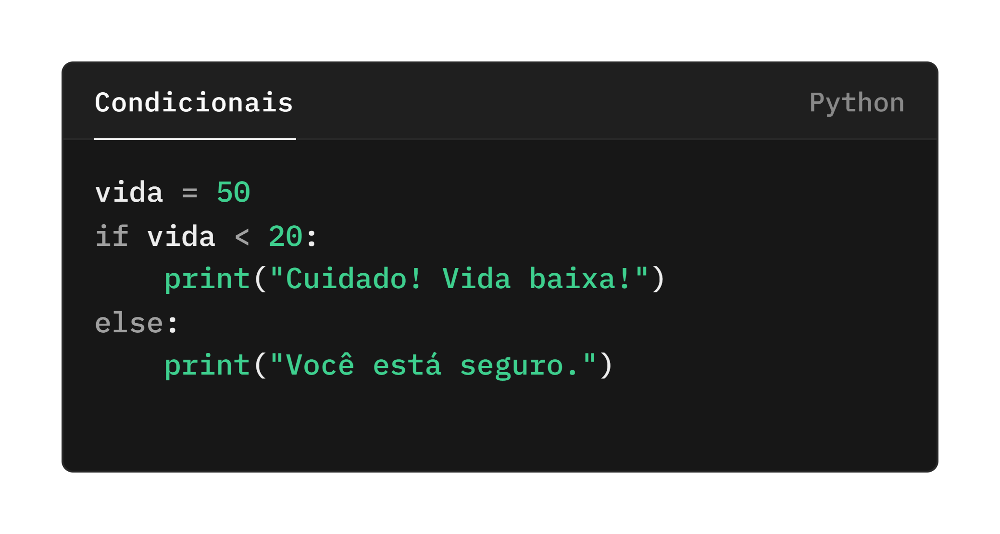 Condicionais
Python
vida = 50
if vida < 20:
    print("Cuidado! Vida baixa!")
else:
    print("Você está seguro.")